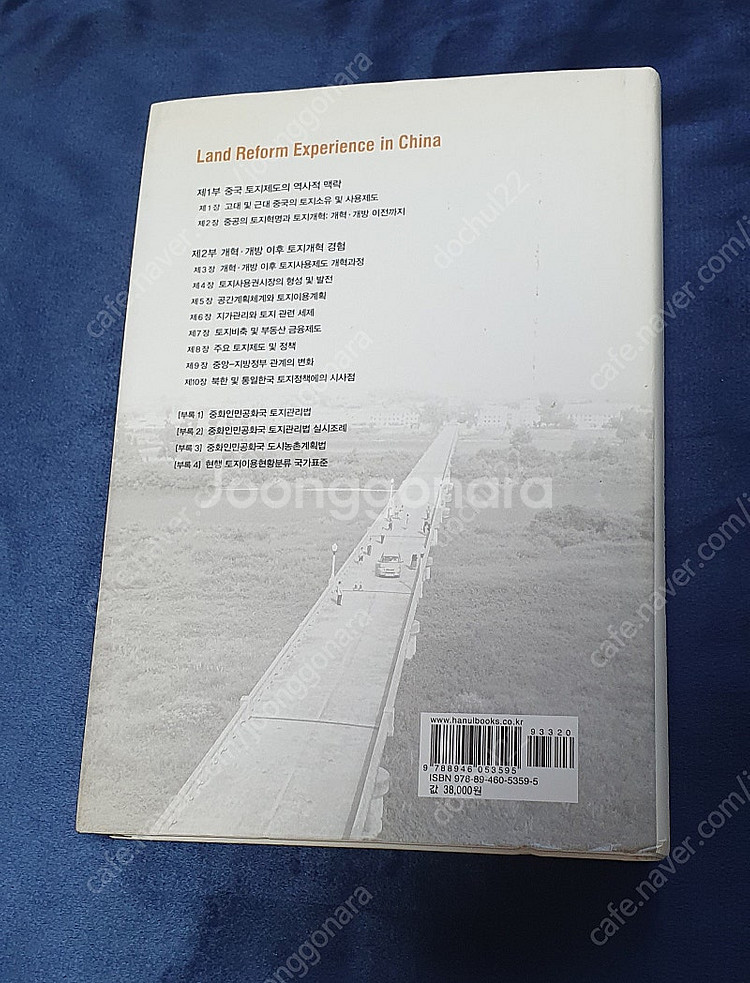 Land Reform Experience in China
제1부 중국 토지제도의 역사적 맥락
제1장 고대 및 근대 중국의 토지소유 및 사용제도
제2장 중공의 토지혁명과 토지개혁: 개혁·개방 이전까지
제2부 개혁·개방 이후 토지개혁 경험
제3장 개혁·개방 이후 토지사용제도 개혁과정
제4장 토지사용권시장의 형성 및 발전
제5장 공간계획체계와 토지이용계획
제6장 지가관리와 토지 관련 세제
제7장 토지비축 및 부동산 금융제도
제8장 주요 토지제도 및 정책
제9장 중앙-지방정부 관계의 변화
제10장 북한 및 통일한국 토지정책에의 시사점
[부록 1] 중화인민공화국 토지관리법
[부록 2] 중화인민공화국 토지관리법 실시조례
[부록 3] 중화인민공화국 도시농촌계획법
[부록 4] 현행 토지이용현황분류 국가표준
Joonggonara
www.hanulbooks.co.kr
93320
9 788946 053595
ISBN 978-89-460-5359-5
값 38,000원
dochul22
cafe.naver.com/joonggonara